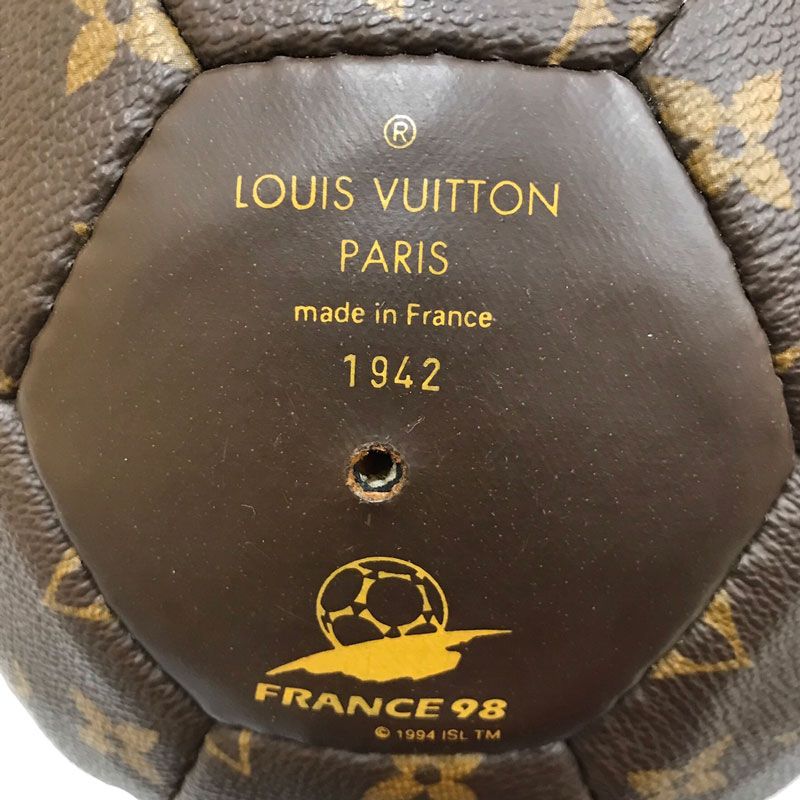 ®
LOUIS VUITTON
PARIS
made in France
1942
FRANCE 98
© 1994 ISL TM